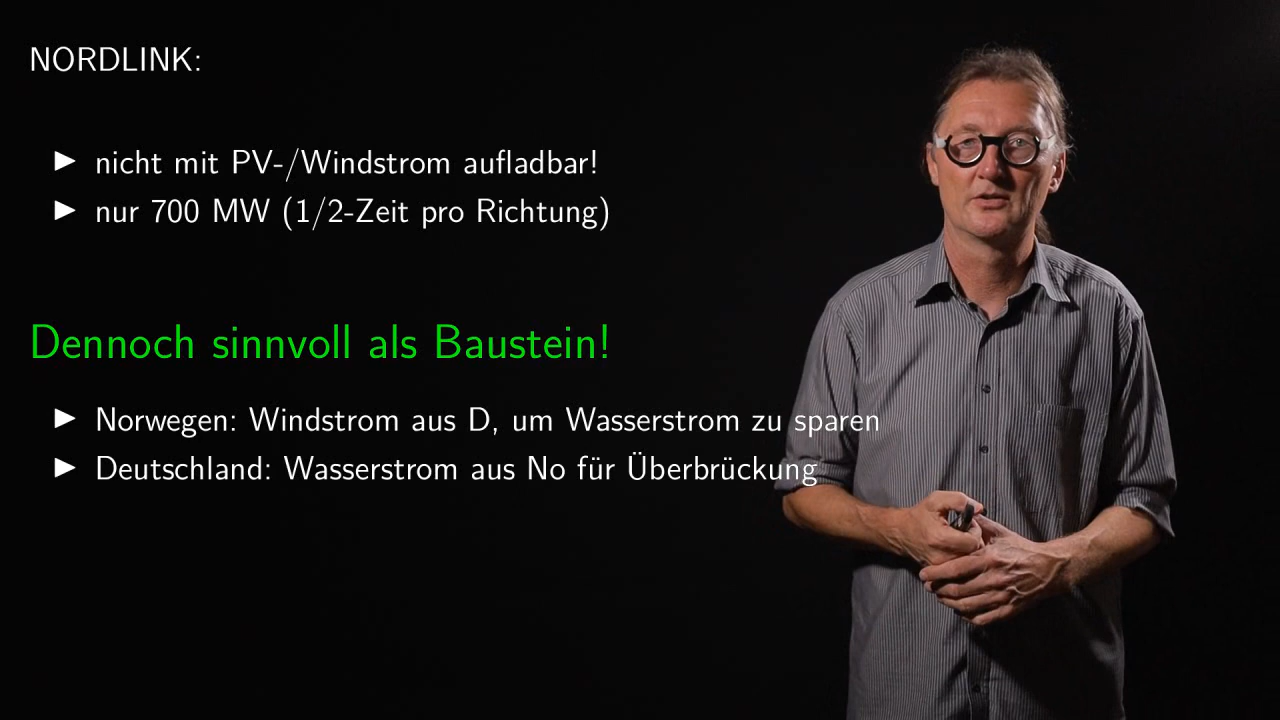 NORDLINK:
▶ nicht mit PV-/Windstrom aufladbar!
▶ nur 700 MW (1/2-Zeit pro Richtung)
Dennoch sinnvoll als Baustein!
▶ Norwegen: Windstrom aus D, um Wasserstrom zu sparen
▶ Deutschland: Wasserstrom aus No für Überbrückung